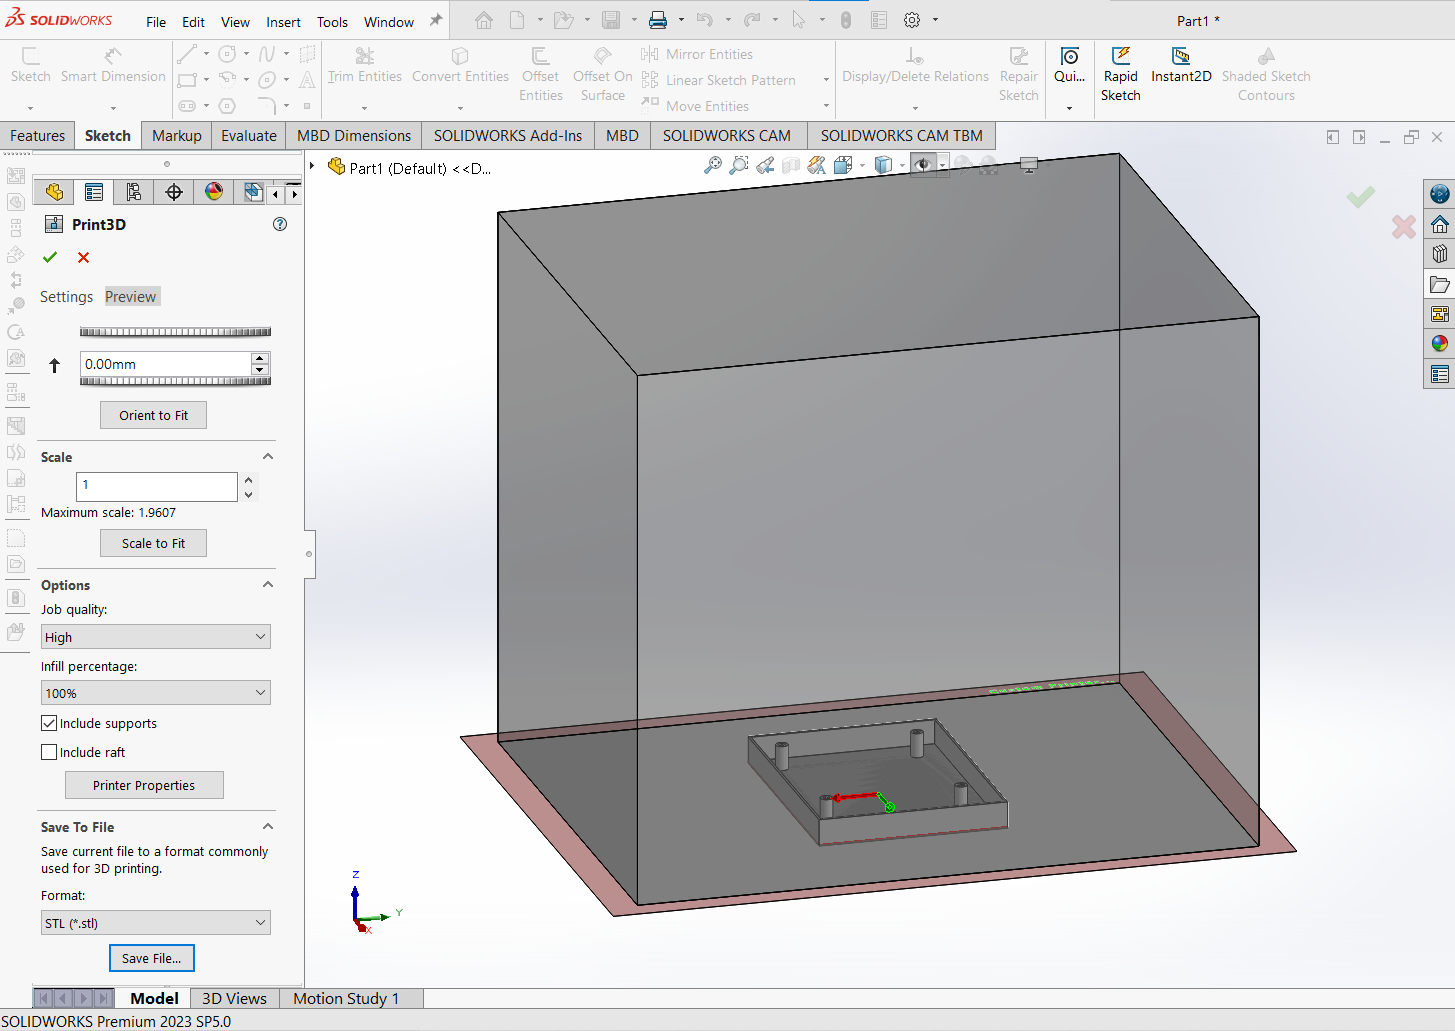 SOLIDWORKS File Edit View Insert Tools Window Part1 *
Sketch Smart Dimension Trim Entities Convert Entities Offset Entities Offset On Surface Mirror Entities Linear Sketch Pattern Move Entities Display/Delete Relations Repair Sketch Qui... Rapid Sketch Instant2D Shaded Sketch Contours
Features Sketch Markup Evaluate MBD Dimensions SOLIDWORKS Add-Ins MBD SOLIDWORKS CAM SOLIDWORKS CAM TBM
Part1 (Default) <<D...
Print3D
Settings Preview
0.00mm
Orient to Fit
Scale
1
Maximum scale: 1.9607
Scale to Fit
Options
Job quality:
High
Infill percentage:
100%
Include supports
Include raft
Printer Properties
Save To File
Save current file to a format commonly
used for 3D printing.
Format:
STL (*.stl)
Save File...
Z
Y
X
Model 3D Views Motion Study 1
SOLIDWORKS Premium 2023 SP5.0